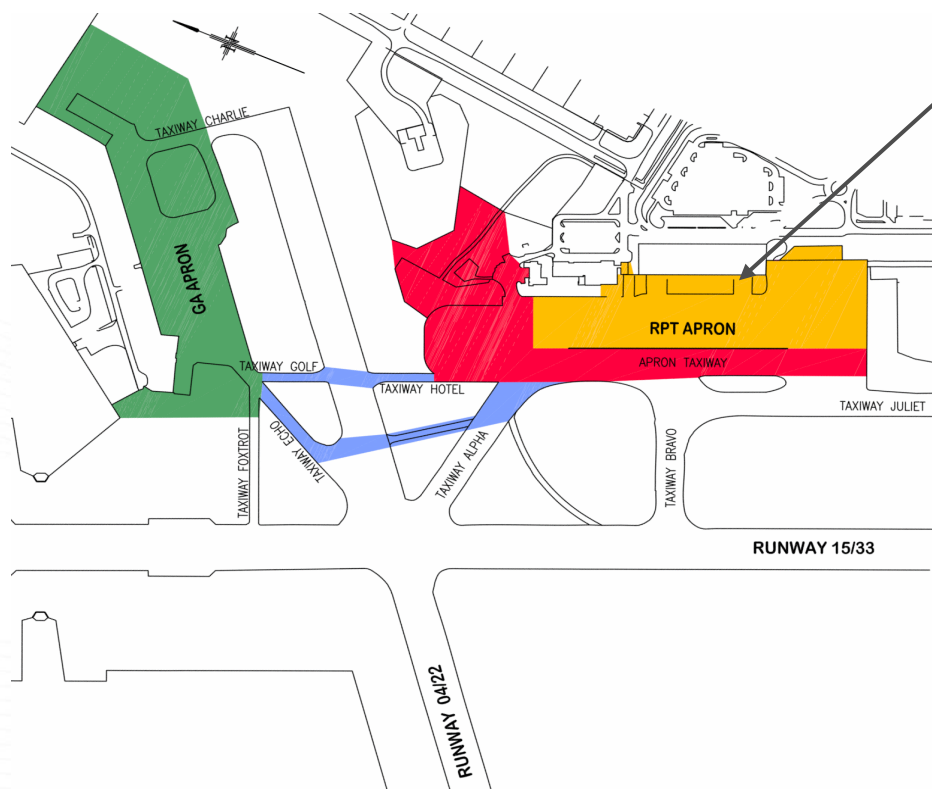 TAXIWAY CHARLIE
GA APRON
RPT APRON
APRON TAXIWAY
TAXIWAY GOLF
TAXIWAY HOTEL
TAXIWAY JULIET
TAXIWAY FOXTROT
TAXIWAY ECHO
TAXIWAY ALPHA
TAXIWAY BRAVO
RUNWAY 15/33
RUNWAY 04/22